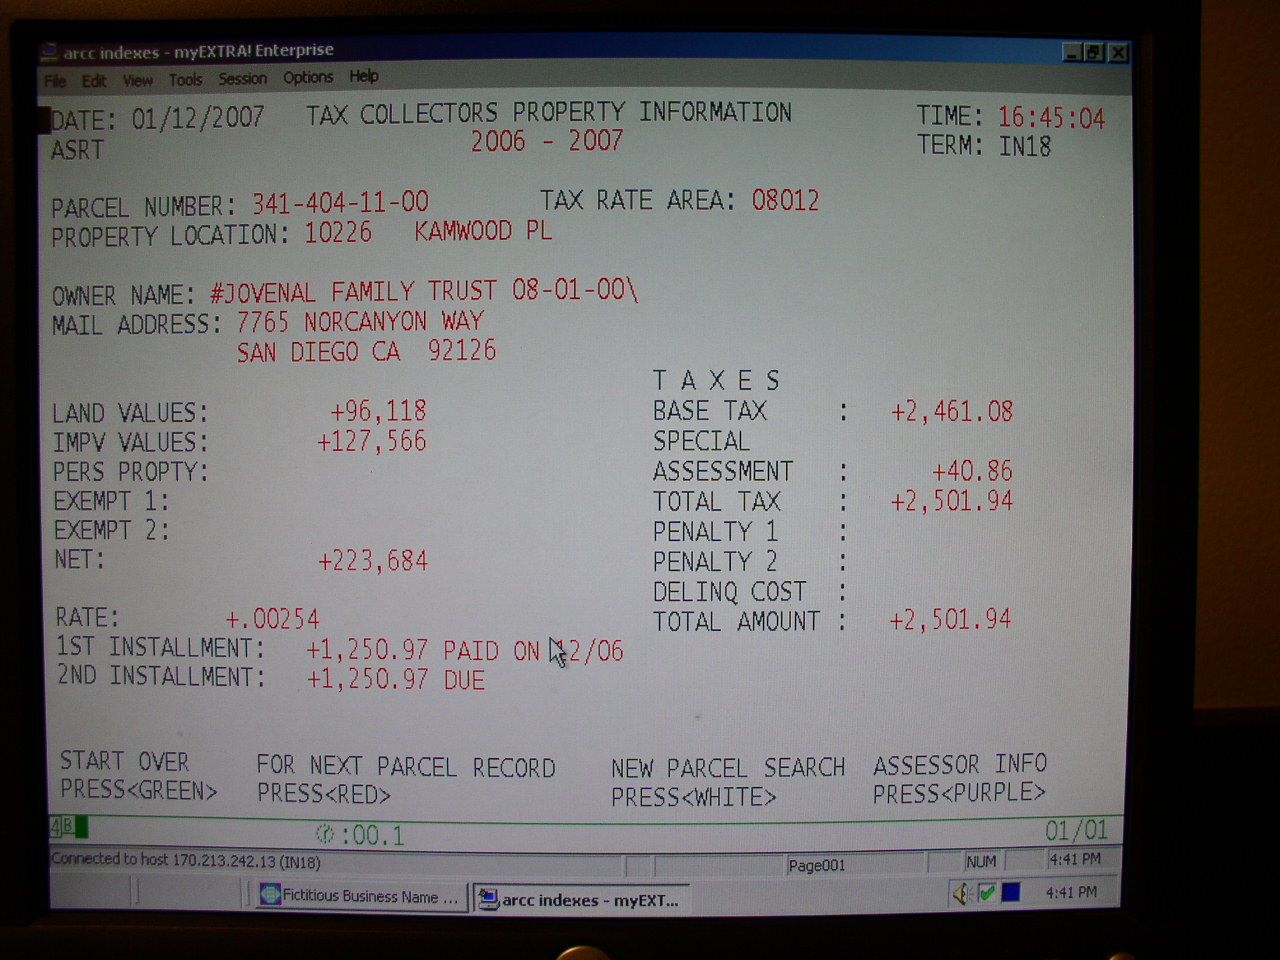 arcc indexes - myEXTRA! Enterprise
File Edit View Tools Session Options Help
DATE: 01/12/2007 TAX COLLECTORS PROPERTY INFORMATION TIME: 16:45:04
ASRT 2006 - 2007 TERM: IN18
PARCEL NUMBER: 341-404-11-00 TAX RATE AREA: 08012
PROPERTY LOCATION: 10226 KAMWOOD PL
OWNER NAME: #JOVENAL FAMILY TRUST 08-01-00\
MAIL ADDRESS: 7765 NORCANYON WAY
SAN DIEGO CA 92126
T A X E S
LAND VALUES: +96,118 BASE TAX : +2,461.08
IMPV VALUES: +127,566 SPECIAL
PERS PROPTY: ASSESSMENT : +40.86
EXEMPT 1: TOTAL TAX : +2,501.94
EXEMPT 2: PENALTY 1 :
NET: +223,684 PENALTY 2 :
DELINQ COST :
RATE: +.00254 TOTAL AMOUNT : +2,501.94
1ST INSTALLMENT: +1,250.97 PAID ON 12/06
2ND INSTALLMENT: +1,250.97 DUE
START OVER FOR NEXT PARCEL RECORD NEW PARCEL SEARCH ASSESSOR INFO
PRESS<GREEN> PRESS<RED> PRESS<WHITE> PRESS<PURPLE>
4B :00.1 01/01
Connected to host 170.213.242.13 (IN18) Page001 NUM 4:41 PM
Fictitious Business Name ... arcc indexes - myEXT... 4:41 PM